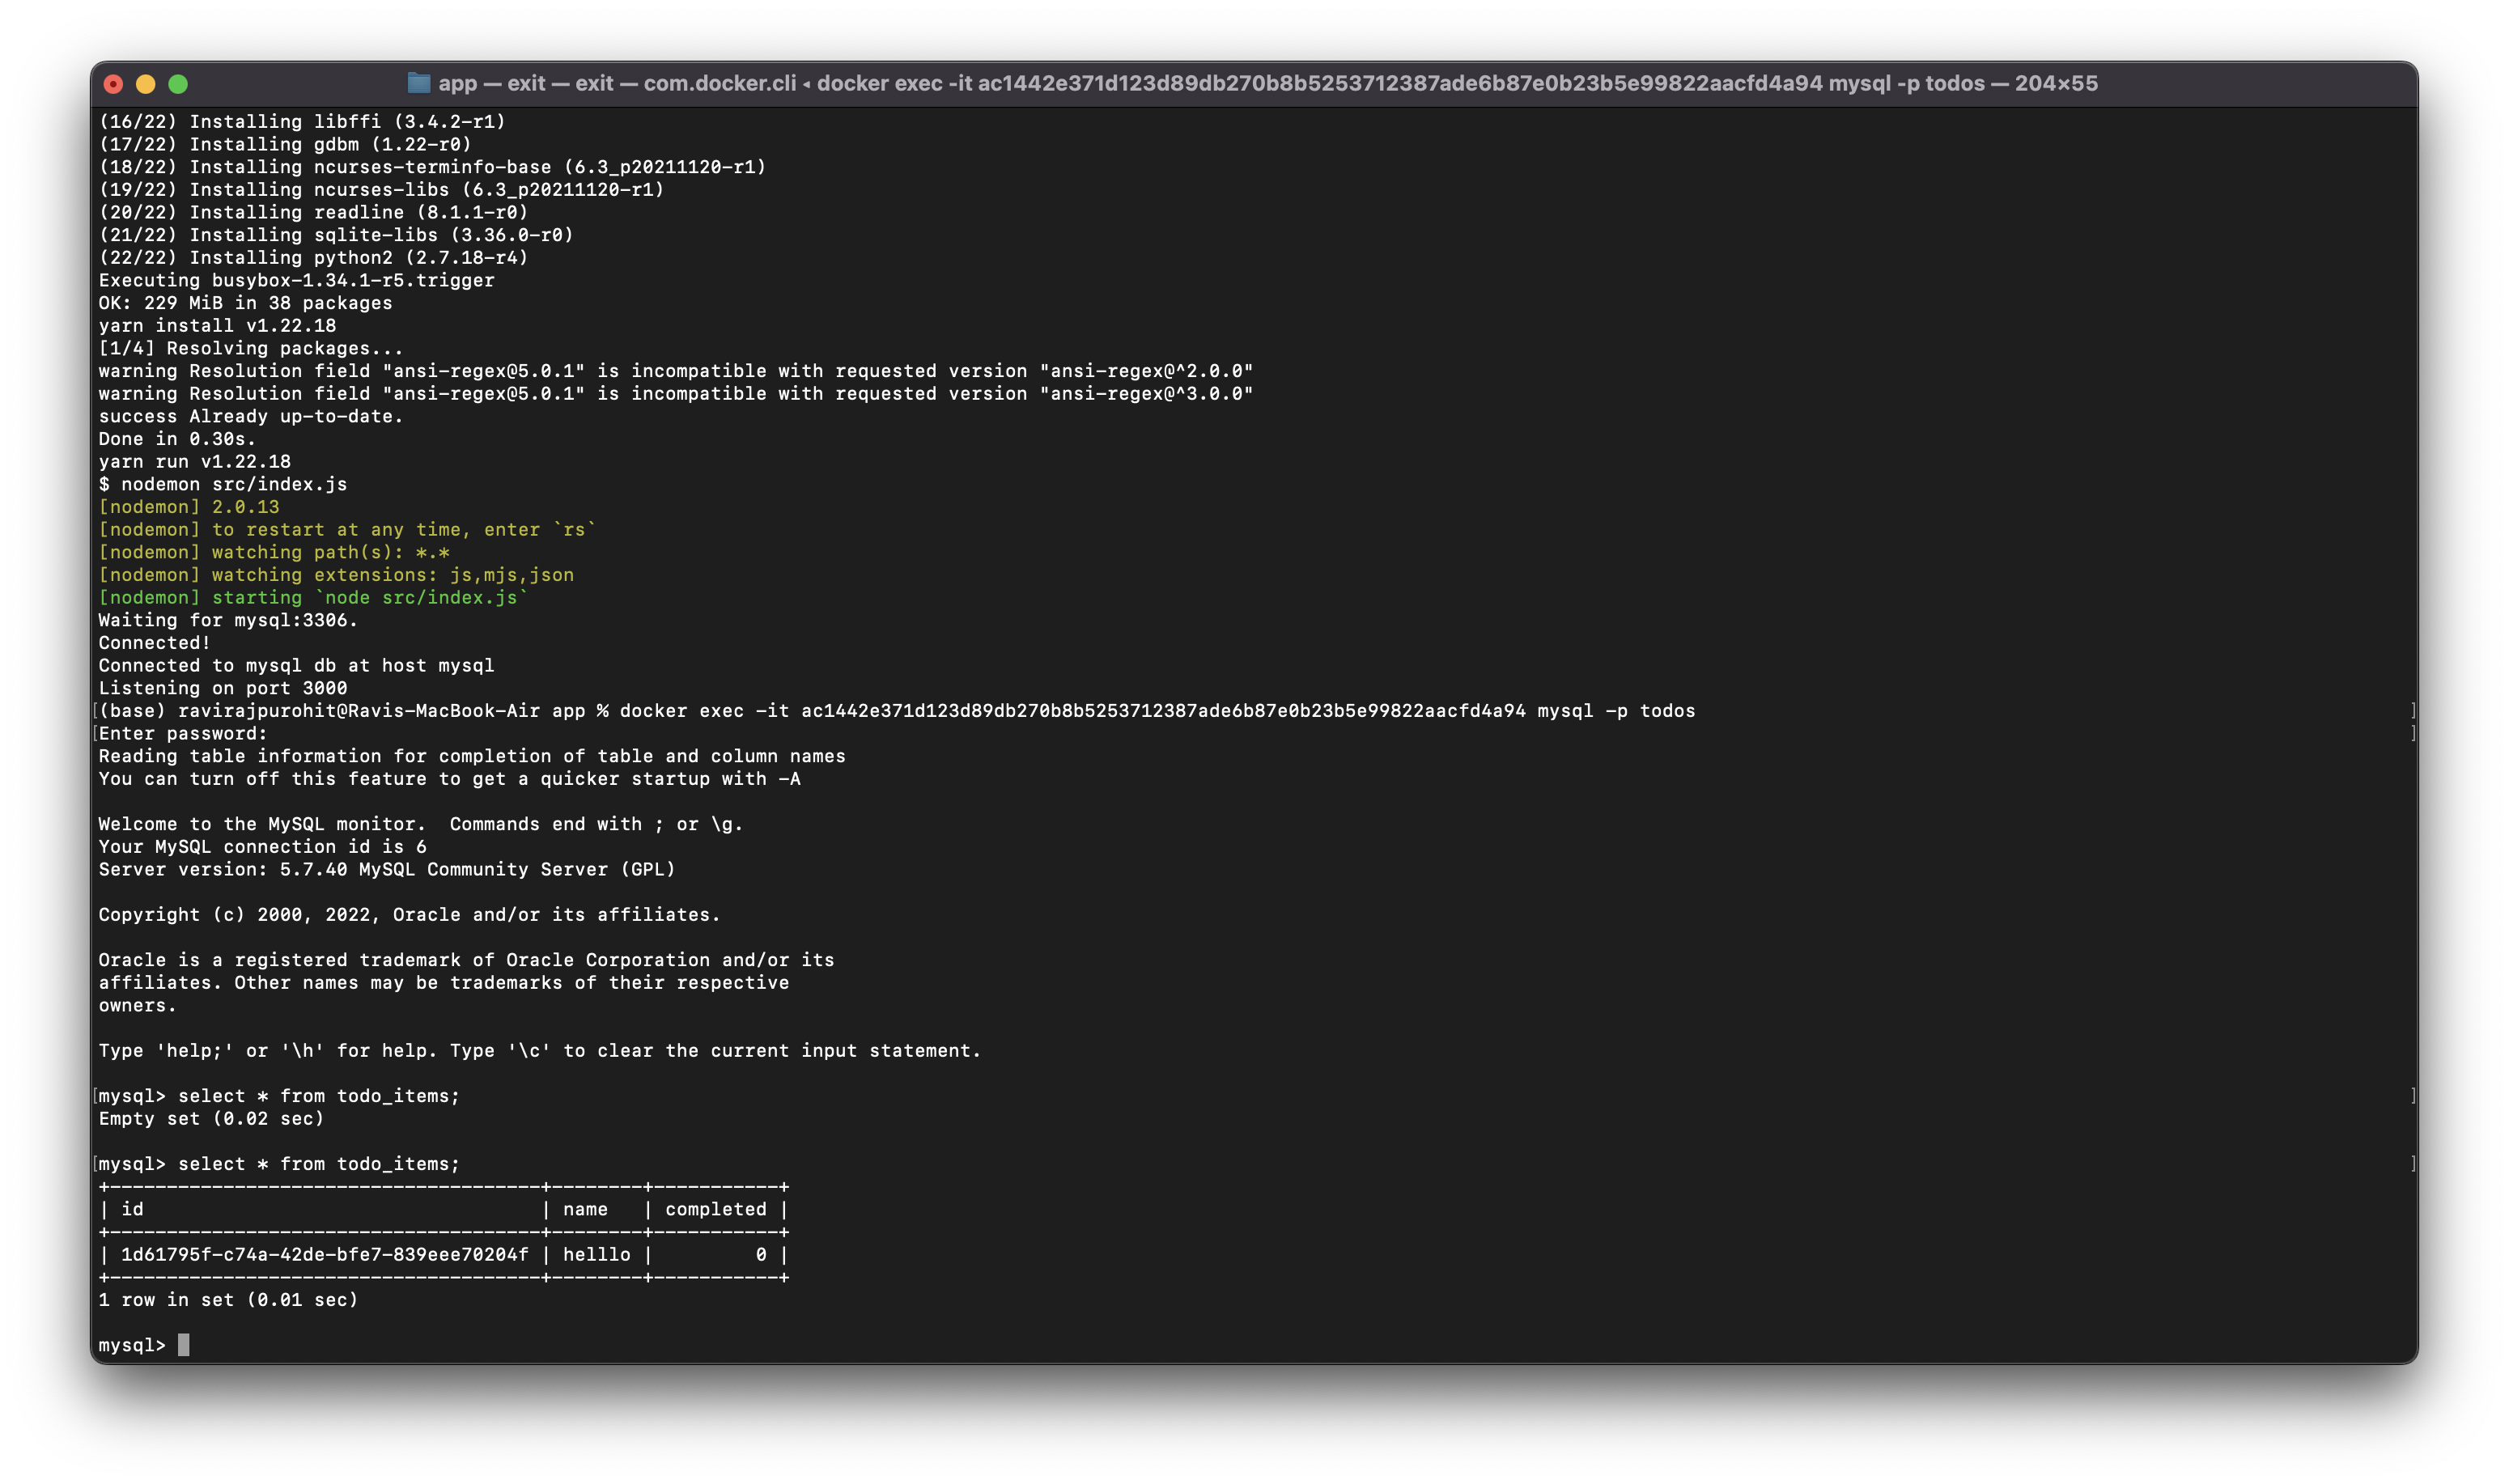 app — exit — exit — com.docker.cli ◂ docker exec -it ac1442e371d123d89db270b8b5253712387ade6b87e0b23b5e99822aacfd4a94 mysql -p todos — 204×55
(16/22) Installing libffi (3.4.2-r1)
(17/22) Installing gdbm (1.22-r0)
(18/22) Installing ncurses-terminfo-base (6.3_p20211120-r1)
(19/22) Installing ncurses-libs (6.3_p20211120-r1)
(20/22) Installing readline (8.1.1-r0)
(21/22) Installing sqlite-libs (3.36.0-r0)
(22/22) Installing python2 (2.7.18-r4)
Executing busybox-1.34.1-r5.trigger
OK: 229 MiB in 38 packages
yarn install v1.22.18
[1/4] Resolving packages...
warning Resolution field "ansi-regex@5.0.1" is incompatible with requested version "ansi-regex@^2.0.0"
warning Resolution field "ansi-regex@5.0.1" is incompatible with requested version "ansi-regex@^3.0.0"
success Already up-to-date.
Done in 0.30s.
yarn run v1.22.18
$ nodemon src/index.js
[nodemon] 2.0.13
[nodemon] to restart at any time, enter `rs`
[nodemon] watching path(s): *.*
[nodemon] watching extensions: js,mjs,json
[nodemon] starting `node src/index.js`
Waiting for mysql:3306.
Connected!
Connected to mysql db at host mysql
Listening on port 3000
[(base) ravirajpurohit@Ravis-MacBook-Air app % docker exec -it ac1442e371d123d89db270b8b5253712387ade6b87e0b23b5e99822aacfd4a94 mysql -p todos ]
[Enter password: ]
Reading table information for completion of table and column names
You can turn off this feature to get a quicker startup with -A
Welcome to the MySQL monitor.  Commands end with ; or \g.
Your MySQL connection id is 6
Server version: 5.7.40 MySQL Community Server (GPL)
Copyright (c) 2000, 2022, Oracle and/or its affiliates.
Oracle is a registered trademark of Oracle Corporation and/or its
affiliates. Other names may be trademarks of their respective
owners.
Type 'help;' or '\h' for help. Type '\c' to clear the current input statement.
[mysql> select * from todo_items; ]
Empty set (0.02 sec)
[mysql> select * from todo_items; ]
+--------------------------------------+--------+-----------+
| id                                   | name   | completed |
+--------------------------------------+--------+-----------+
| 1d61795f-c74a-42de-bfe7-839eee70204f | helllo |         0 |
+--------------------------------------+--------+-----------+
1 row in set (0.01 sec)
mysql>